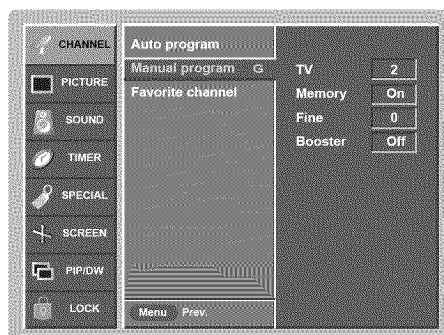 CHANNEL
PICTURE
SOUND
TIMER
SPECIAL
SCREEN
PIP/DW
LOCK
Auto program
Manual program G
Favorite channel
Menu Prev.
TV 2
Memory On
Fine 0
Booster Off